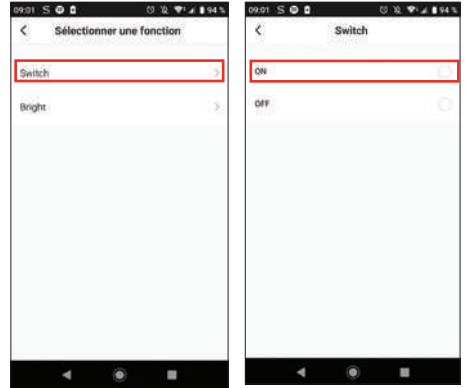 09:01 94 %
Sélectionner une fonction
Switch
Bright
09:01 94 %
Switch
ON
OFF